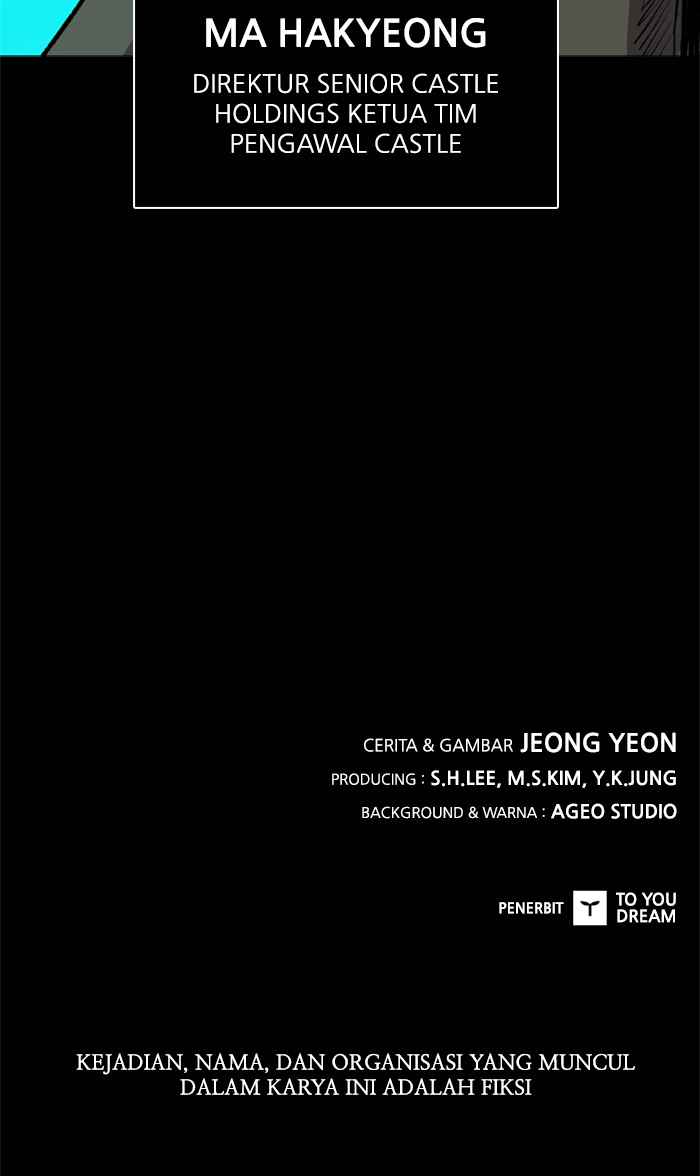 MA HAKYEONG
DIREKTUR SENIOR CASTLE
HOLDINGS KETUA TIM
PENGAWAL CASTLE
CERITA & GAMBAR JEONG YEON
PRODUCING : S.H.LEE, M.S.KIM, Y.K.JUNG
BACKGROUND & WARNA : AGEO STUDIO
PENERBIT TO YOU
DREAM
KEJADIAN, NAMA, DAN ORGANISASI YANG MUNCUL
DALAM KARYA INI ADALAH FIKSI